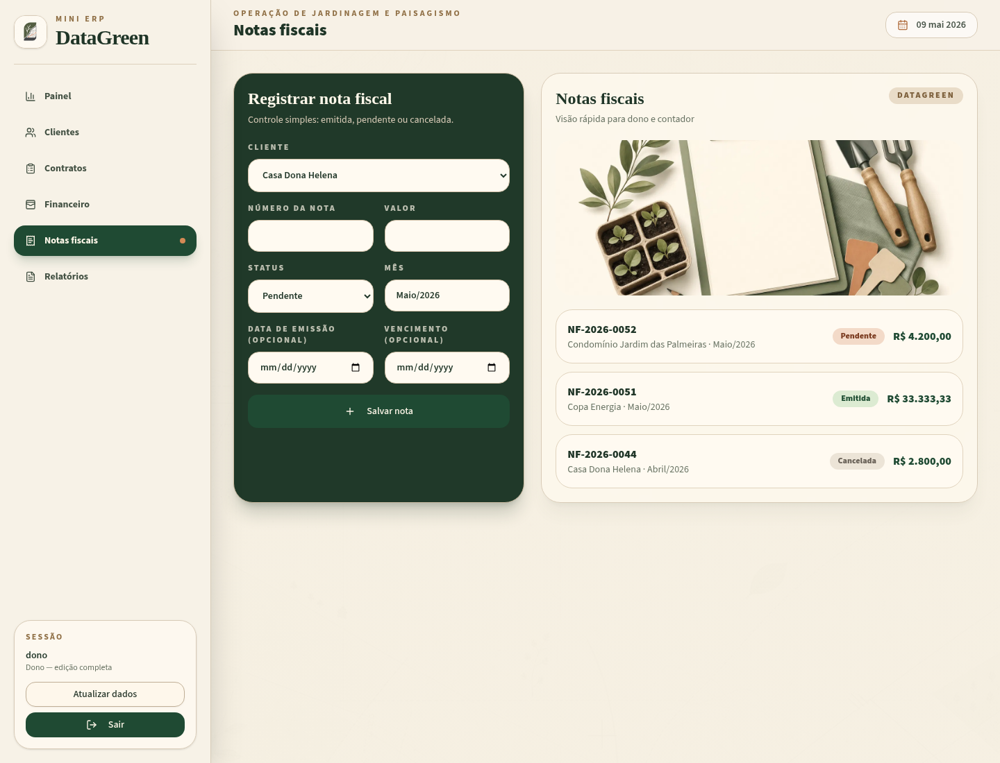 MINI ERP
DataGreen
Painel
Clientes
Contratos
Financeiro
Notas fiscais
Relatórios
SESSÃO
dono
Dono — edição completa
Atualizar dados
Sair
OPERAÇÃO DE JARDINAGEM E PAISAGISMO
Notas fiscais
09 mai 2026
Registrar nota fiscal
Controle simples: emitida, pendente ou cancelada.
CLIENTE
Casa Dona Helena
NÚMERO DA NOTA VALOR
STATUS MÊS
Pendente Maio/2026
DATA DE EMISSÃO VENCIMENTO
(OPCIONAL) (OPCIONAL)
mm/dd/yyyy mm/dd/yyyy
Salvar nota
Notas fiscais
DATAGREEN
Visão rápida para dono e contador
NF-2026-0052
Condomínio Jardim das Palmeiras · Maio/2026
Pendente R$ 4.200,00
NF-2026-0051
Copa Energia · Maio/2026
Emitida R$ 33.333,33
NF-2026-0044
Casa Dona Helena · Abril/2026
Cancelada R$ 2.800,00